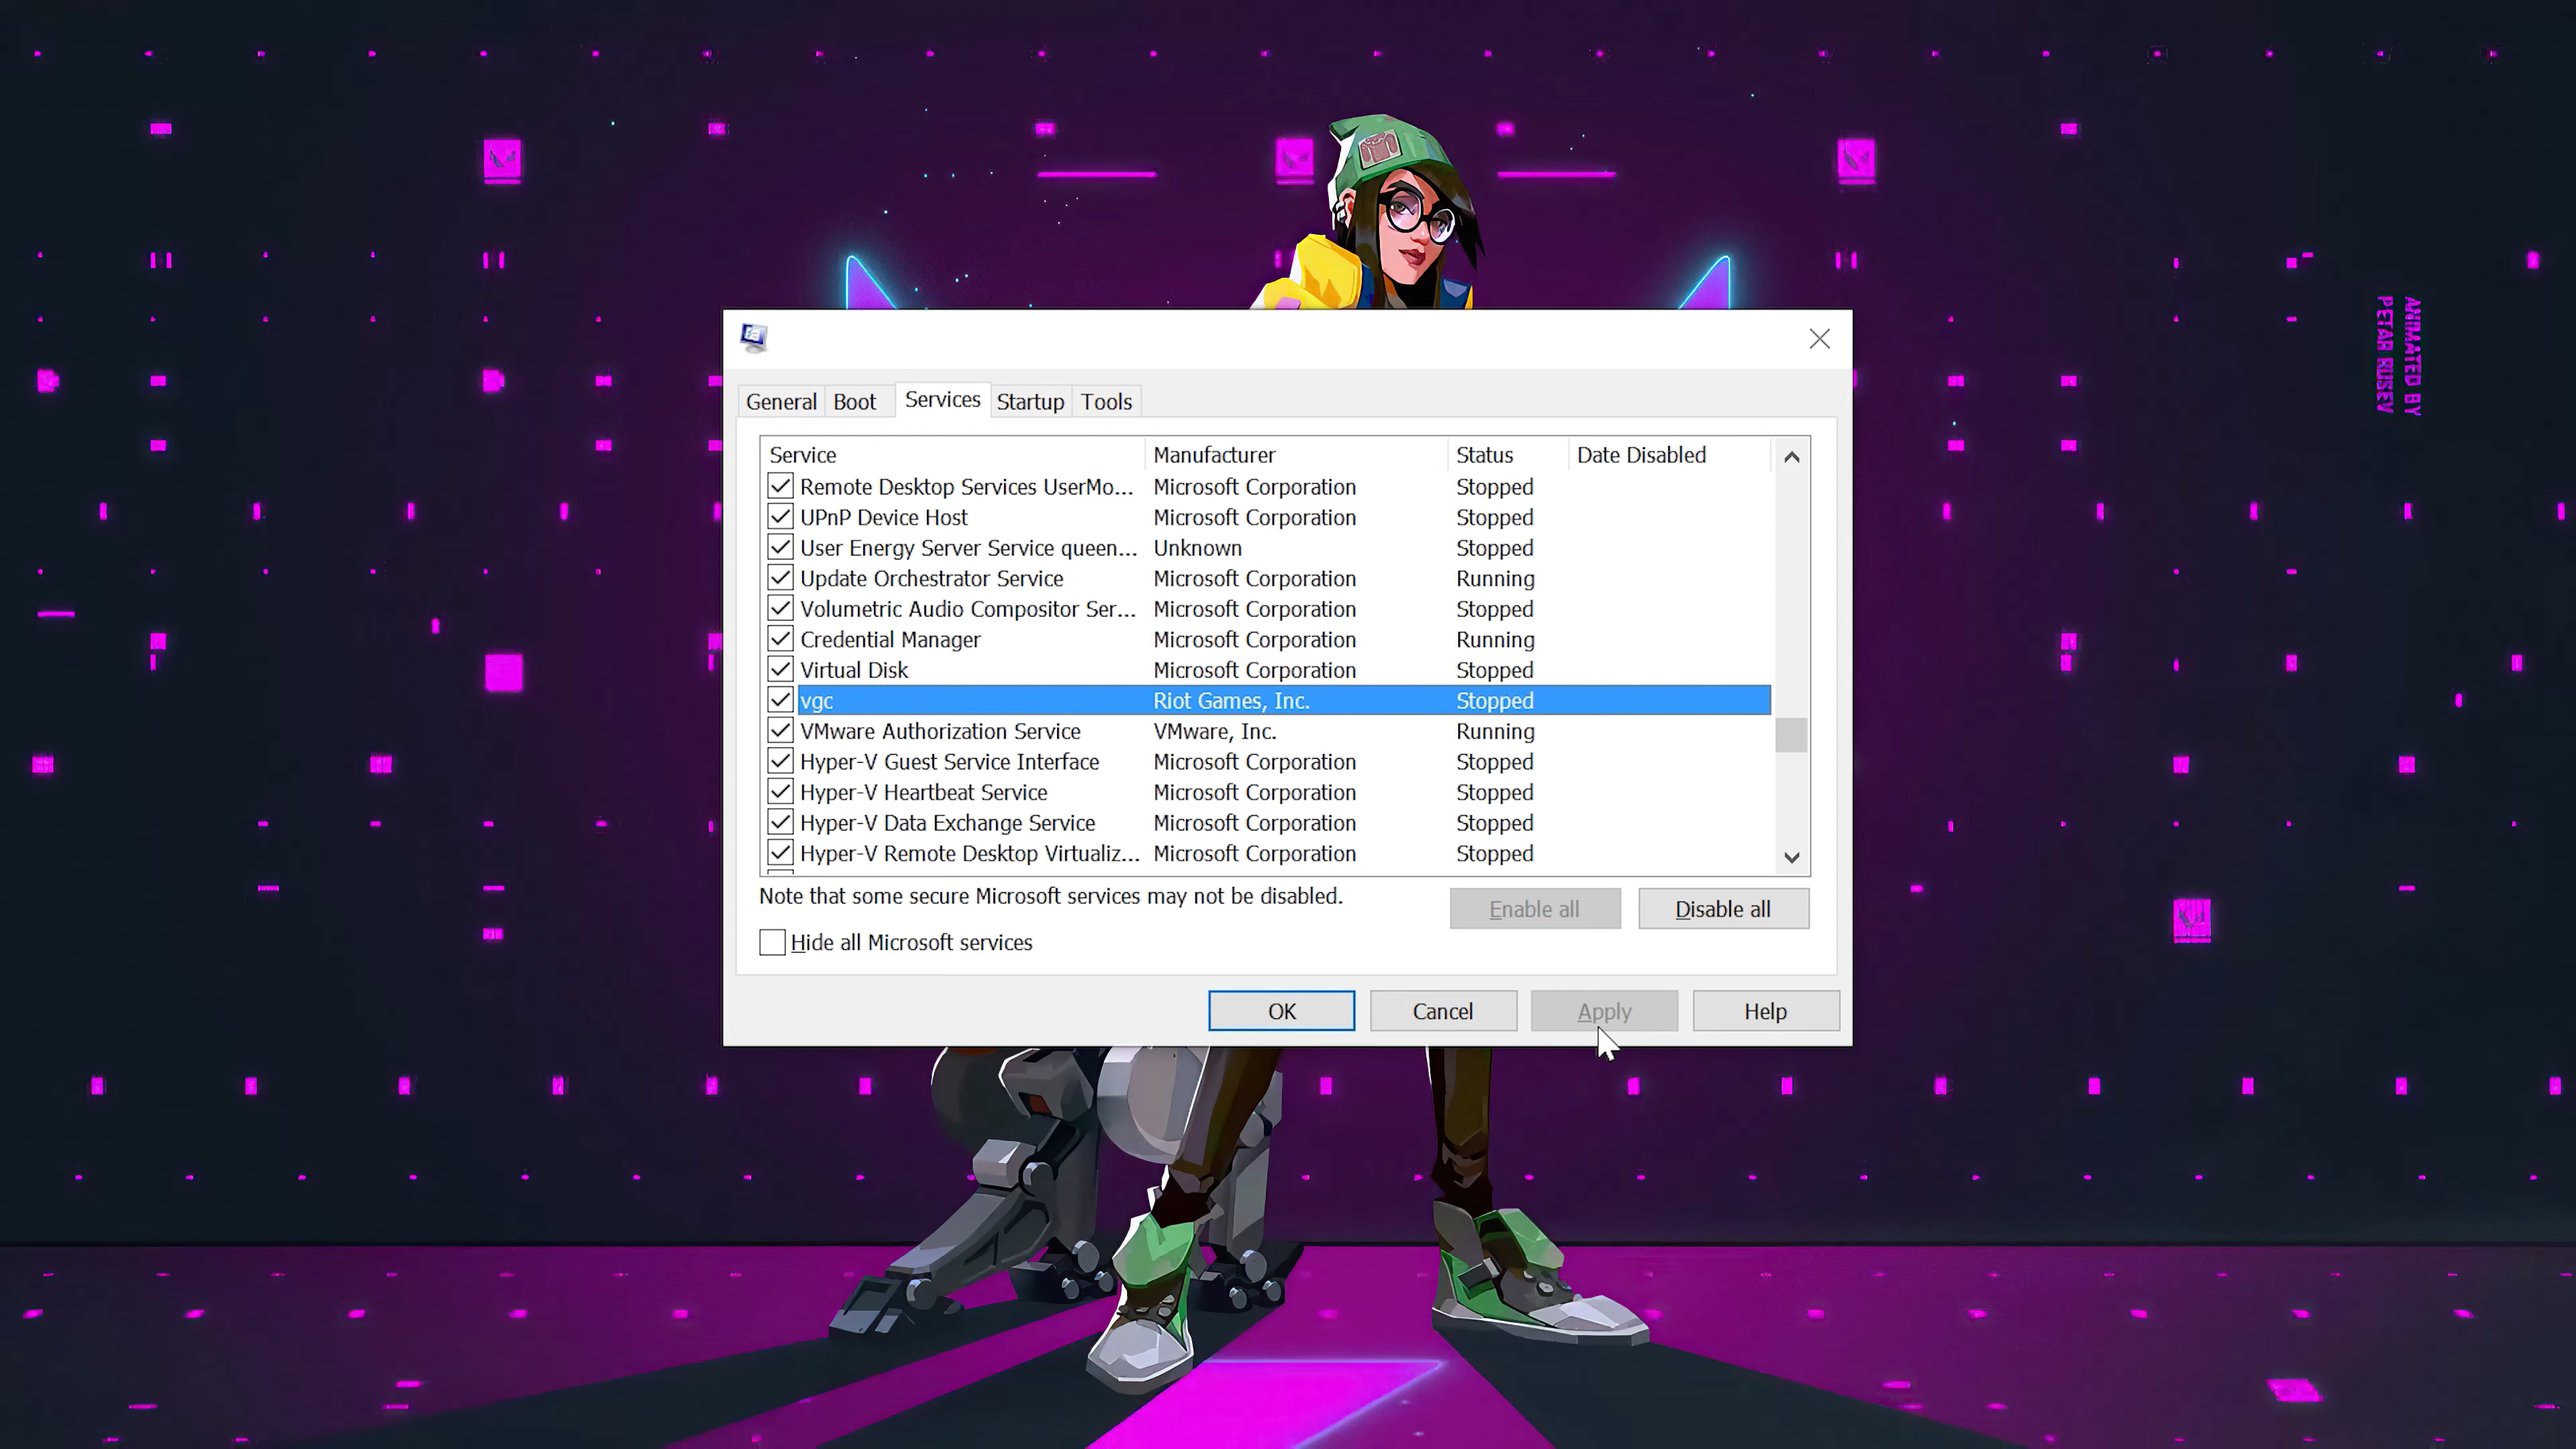 ANIMATED BY
PETAR RUSEV
General Boot Services Startup Tools
Service Manufacturer Status Date Disabled
Remote Desktop Services UserMo... Microsoft Corporation Stopped
UPnP Device Host Microsoft Corporation Stopped
User Energy Server Service queen... Unknown Stopped
Update Orchestrator Service Microsoft Corporation Running
Volumetric Audio Compositor Ser... Microsoft Corporation Stopped
Credential Manager Microsoft Corporation Running
Virtual Disk Microsoft Corporation Stopped
vgc Riot Games, Inc. Stopped
VMware Authorization Service VMware, Inc. Running
Hyper-V Guest Service Interface Microsoft Corporation Stopped
Hyper-V Heartbeat Service Microsoft Corporation Stopped
Hyper-V Data Exchange Service Microsoft Corporation Stopped
Hyper-V Remote Desktop Virtualiz... Microsoft Corporation Stopped
Note that some secure Microsoft services may not be disabled.
Enable all Disable all
Hide all Microsoft services
OK Cancel Apply Help